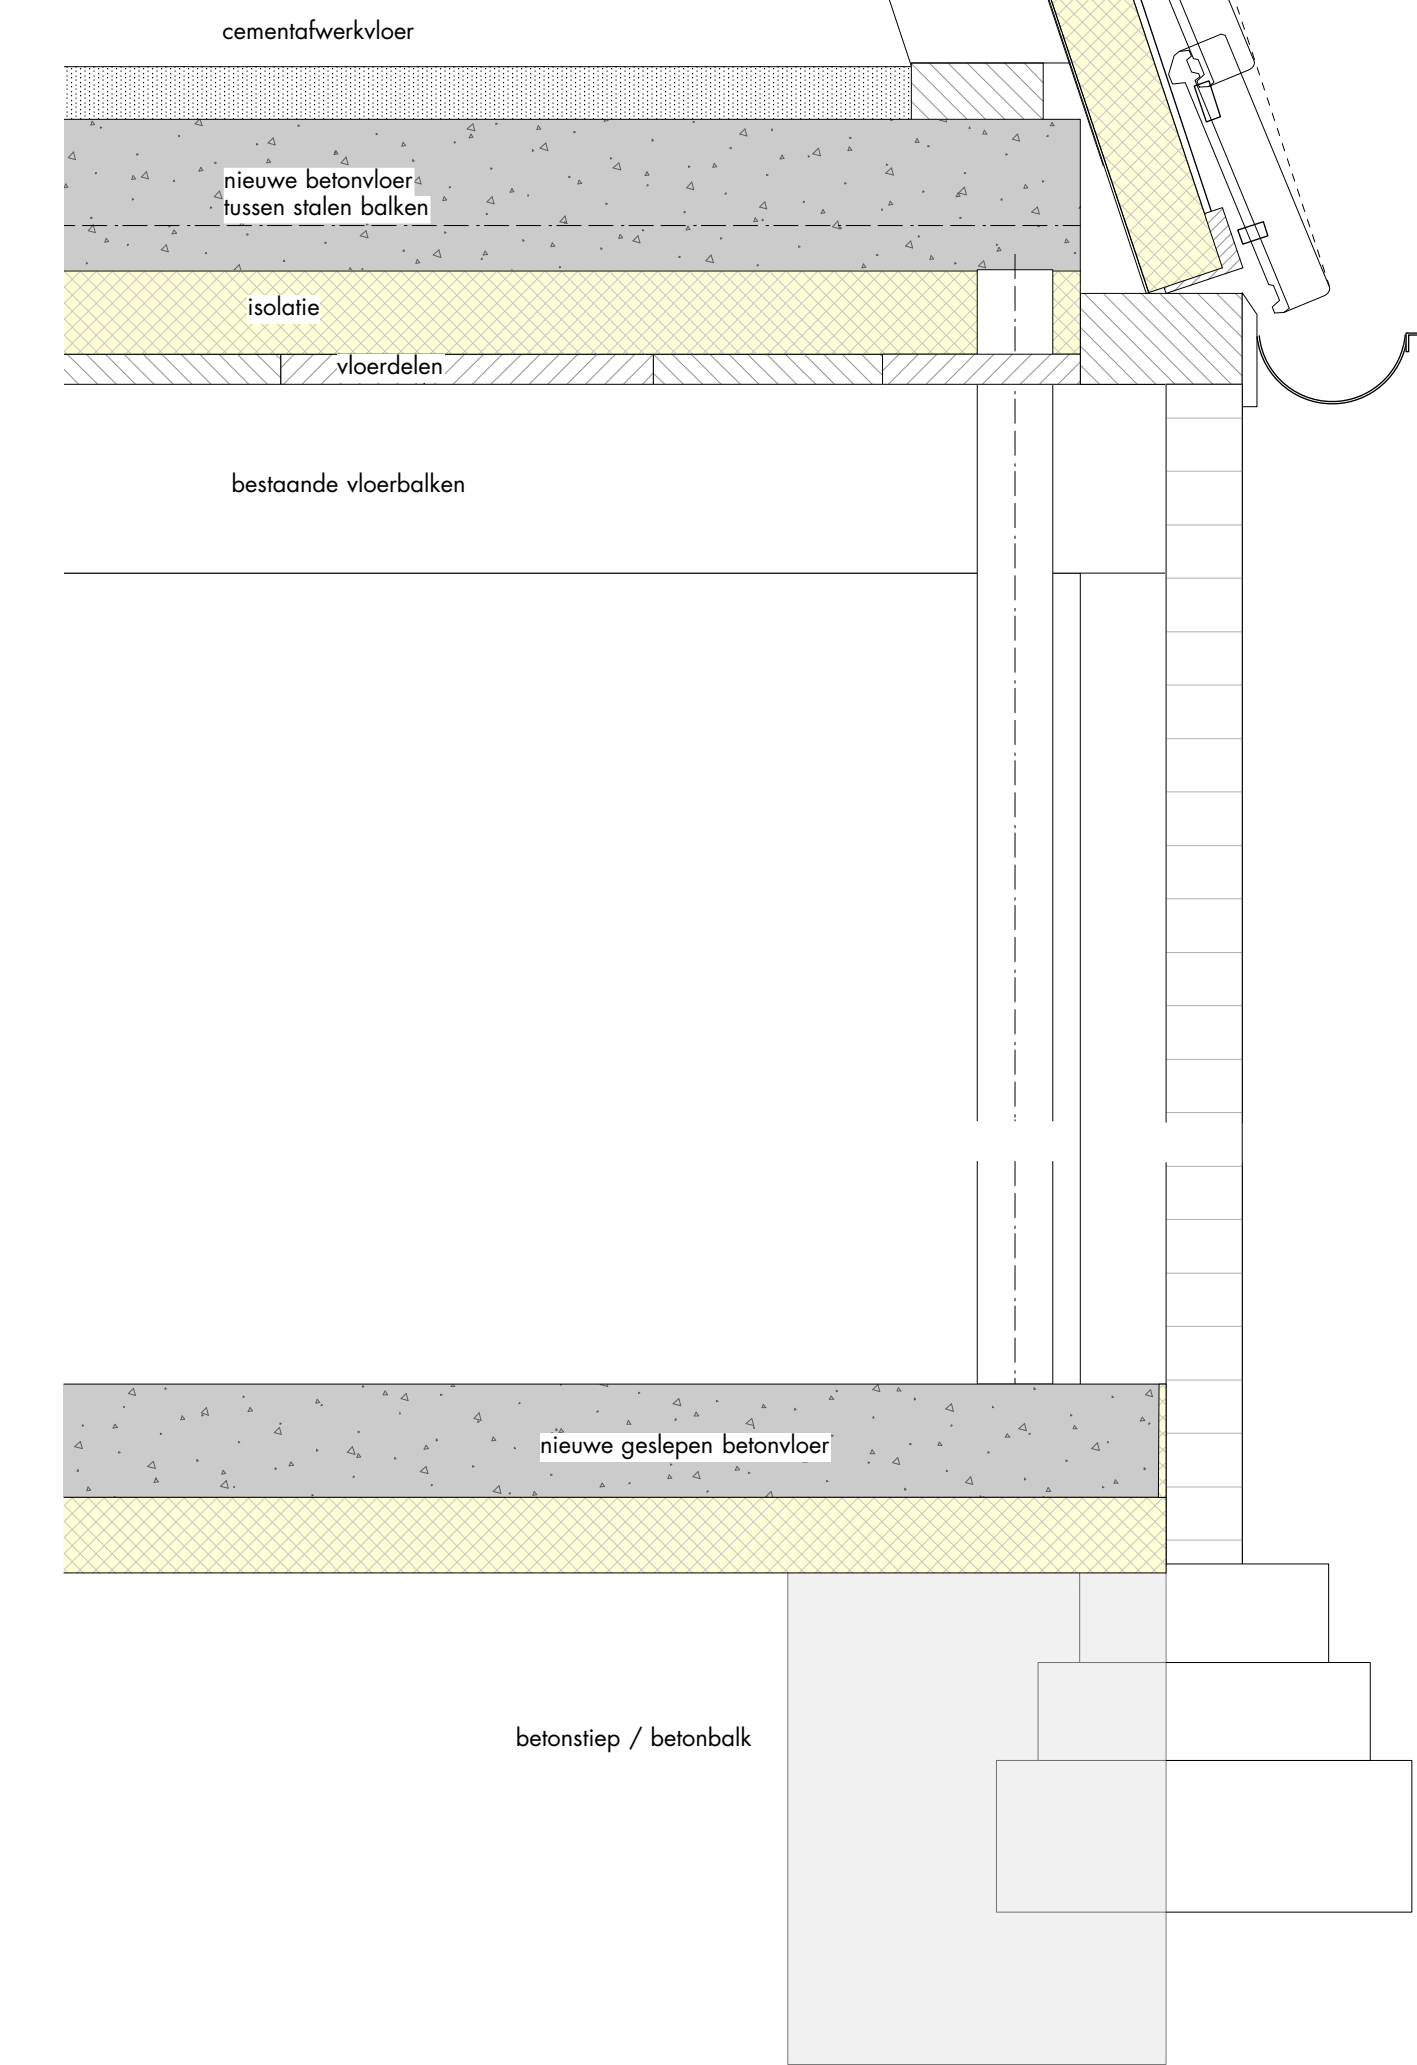 cementafwerkvloer
nieuwe betonvloer
tussen stalen balken
isolatie
vloerdelen
bestaande vloerbalken
nieuwe geslepen betonvloer
betonstiep / betonbalk